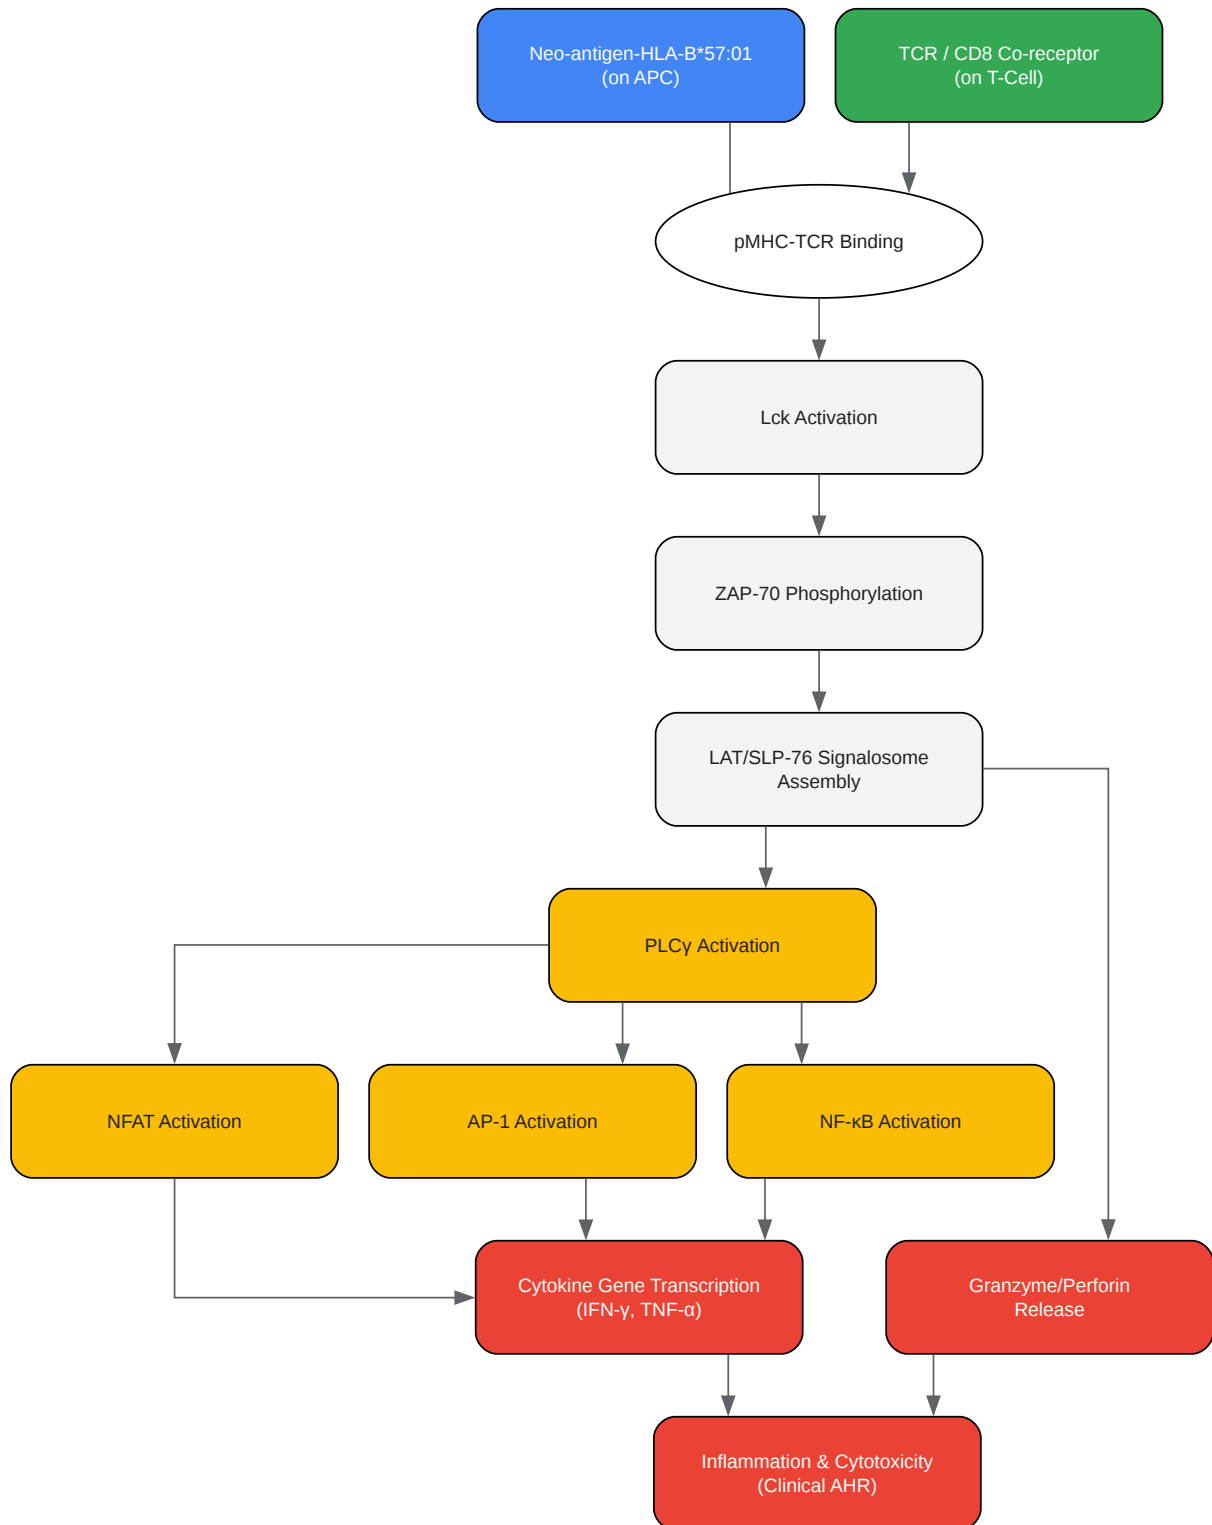 Neo-antigen-HLA-B*57:01
(on APC)
TCR / CD8 Co-receptor
(on T-Cell)
pMHC-TCR Binding
Lck Activation
ZAP-70 Phosphorylation
LAT/SLP-76 Signalosome
Assembly
PLCγ Activation
NFAT Activation
AP-1 Activation
NF-κB Activation
Cytokine Gene Transcription
(IFN-γ, TNF-α)
Granzyme/Perforin
Release
Inflammation & Cytotoxicity
(Clinical AHR)